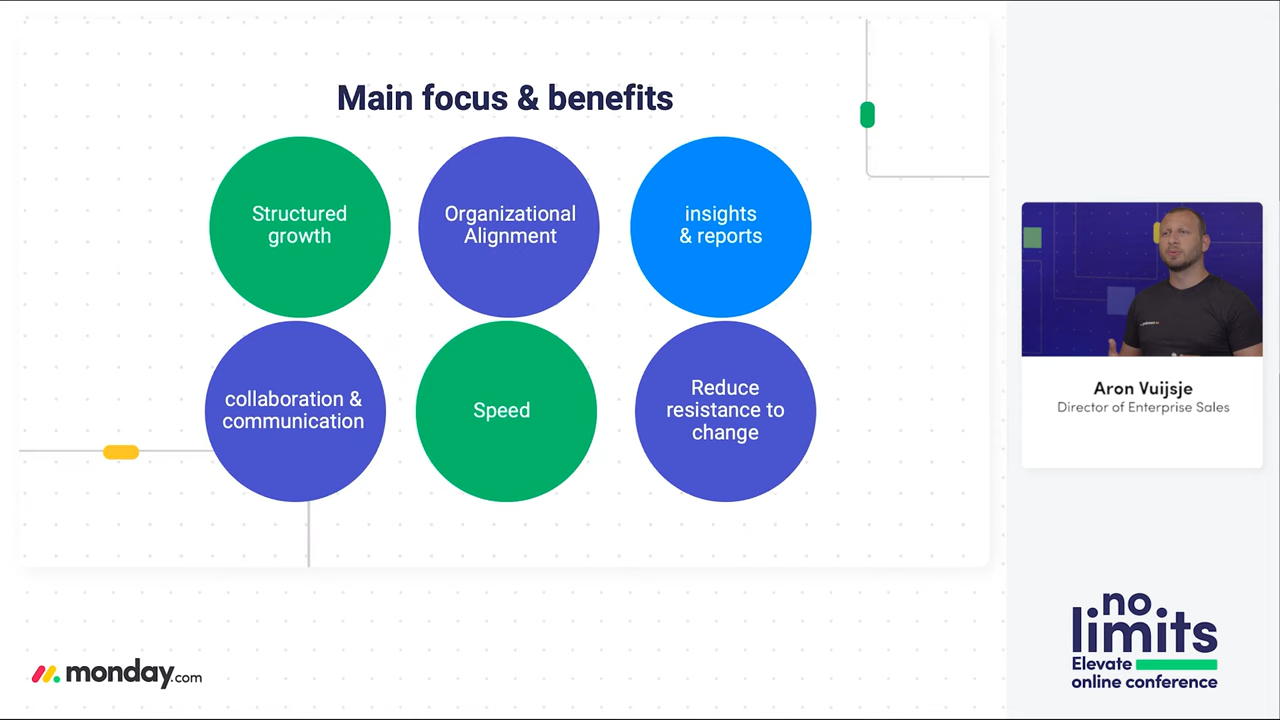 Main focus & benefits
Structured
growth
Organizational
Alignment
insights
& reports
collaboration &
communication
Speed
Reduce
resistance to
change
Aron Vuijsje
Director of Enterprise Sales
monday.com
no
limits
Elevate
online conference